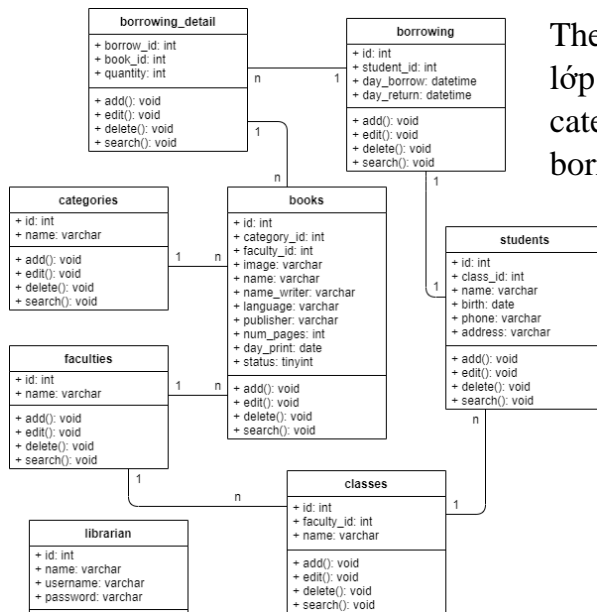 borrowing_detail
+ borrow_id: int
+ book_id: int
+ quantity: int
+ add(): void
+ edit(): void
+ delete(): void
+ search(): void
borrowing
+ id: int
+ student_id: int
+ day_borrow: datetime
+ day_return: datetime
+ add(): void
+ edit(): void
+ delete(): void
+ search(): void
n
1
1
n
1
1
The
lớp
cate
categories
+ id: int
+ name: varchar
+ add(): void
+ edit(): void
+ delete(): void
+ search(): void
1
n
books
+ id: int
+ category_id: int
+ faculty_id: int
+ image: varchar
+ name: varchar
+ name_writer: varchar
+ language: varchar
+ publisher: varchar
+ num_pages: int
+ day_print: date
+ status: tinyint
+ add(): void
+ edit(): void
+ delete(): void
+ search(): void
students
+ id: int
+ class_id: int
+ name: varchar
+ birth: date
+ phone: varchar
+ address: varchar
+ add(): void
+ edit(): void
+ delete(): void
+ search(): void
faculties
+ id: int
+ name: varchar
+ add(): void
+ edit(): void
+ delete(): void
+ search(): void
1
n
1
n
n
1
classes
+ id: int
+ faculty_id: int
+ name: varchar
+ add(): void
+ edit(): void
+ delete(): void
+ search(): void
librarian
+ id: int
+ name: varchar
+ username: varchar
+ password: varchar